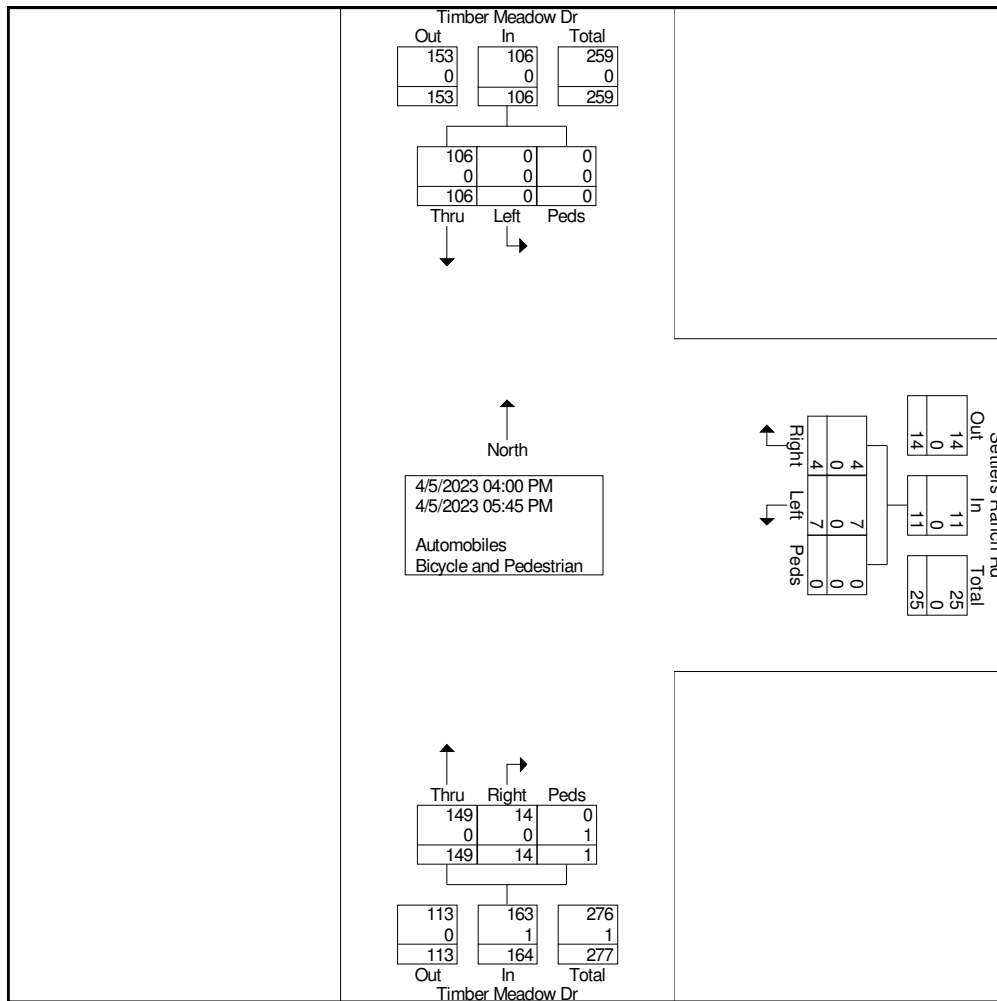 Timber Meadow Dr
Out In Total
153 106 259
0 0 0
153 106 259
106 0 0
0 0 0
106 0 0
Thru Left Peds
North
4/5/2023 04:00 PM
4/5/2023 05:45 PM
Automobiles
Bicycle and Pedestrian
Settlers Ranch Rd
Out In Total
14 11 25
0 0 0
14 11 25
4 7 0
0 0 0
4 7 0
Right Left Peds
Thru Right Peds
149 14 0
0 0 1
149 14 1
113 163 276
0 1 1
113 164 277
Out In Total
Timber Meadow Dr